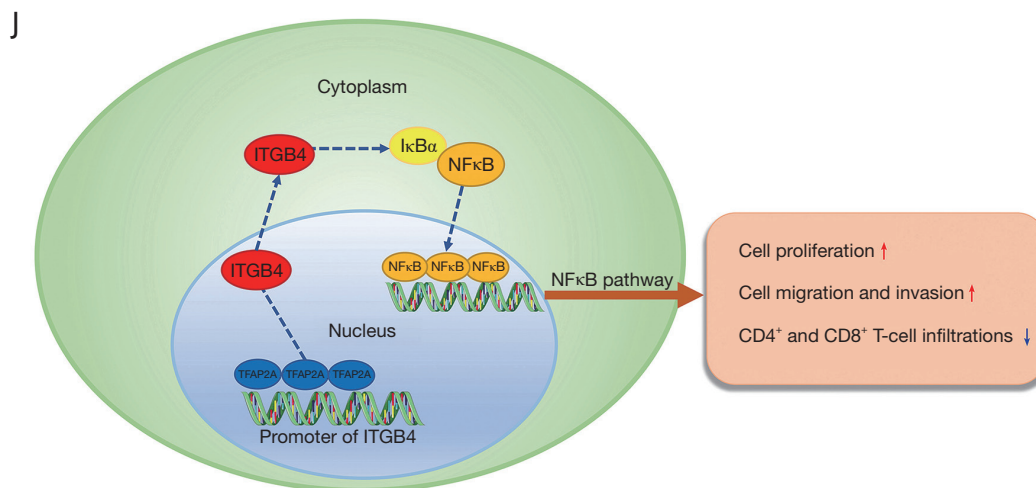 J
Cytoplasm
ITGB4
IκBα
NFκB
ITGB4
NFκB NFκB NFκB
NFκB pathway
Nucleus
TFAP2A TFAP2A TFAP2A
Promoter of ITGB4
Cell proliferation ↑
Cell migration and invasion ↑
CD4⁺ and CD8⁺ T-cell infiltrations ↓